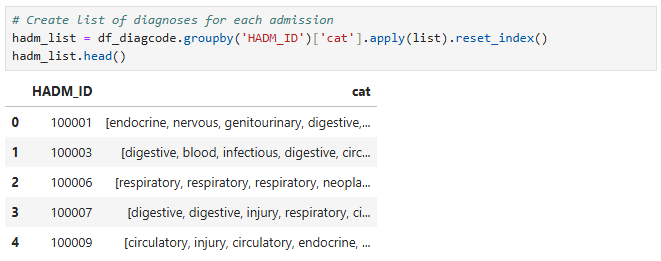 # Create list of diagnoses for each admission
hadm_list = df_diagcode.groupby('HADM_ID')['cat'].apply(list).reset_index()
hadm_list.head()
HADM_ID cat
0 100001 [endocrine, nervous, genitourinary, digestive,...
1 100003 [digestive, blood, infectious, digestive, circ...
2 100006 [respiratory, respiratory, respiratory, neopla...
3 100007 [digestive, digestive, injury, respiratory, ci...
4 100009 [circulatory, injury, circulatory, endocrine, ...